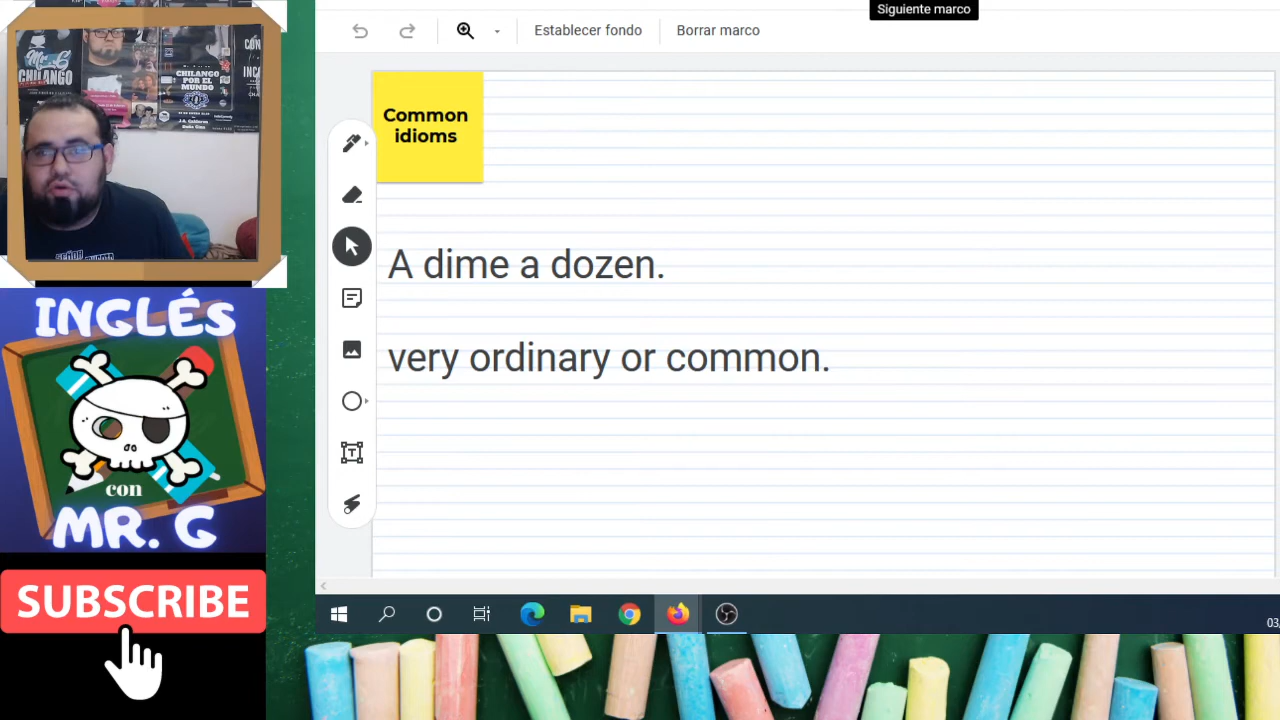 Siguiente marco
Establecer fondo
Borrar marco
Common
idioms
A dime a dozen.
very ordinary or common.
Mr. G
CHILANGO
CHILANGO
POR EL
MUNDO
INGLÉS
con
MR. G
SUBSCRIBE